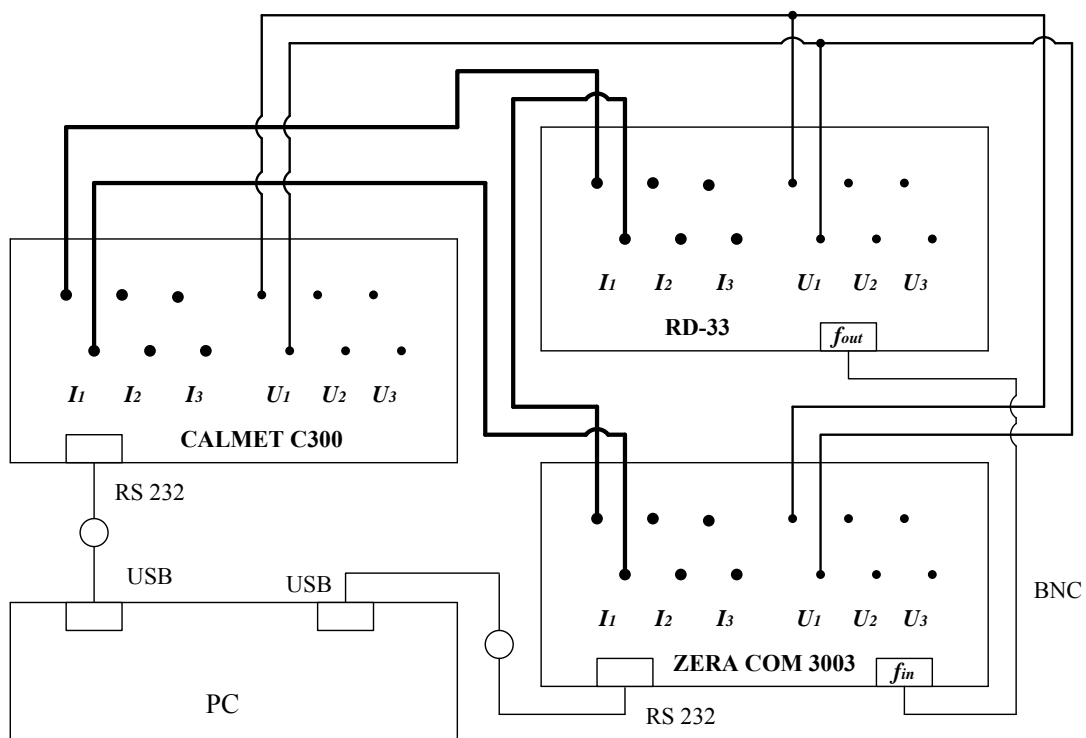 I1 I2 I3 U1 U2 U3
RD-33
fout
I1 I2 I3 U1 U2 U3
CALMET C300
RS 232
USB
USB
PC
I1 I2 I3 U1 U2 U3
ZERA COM 3003
fin
RS 232
BNC